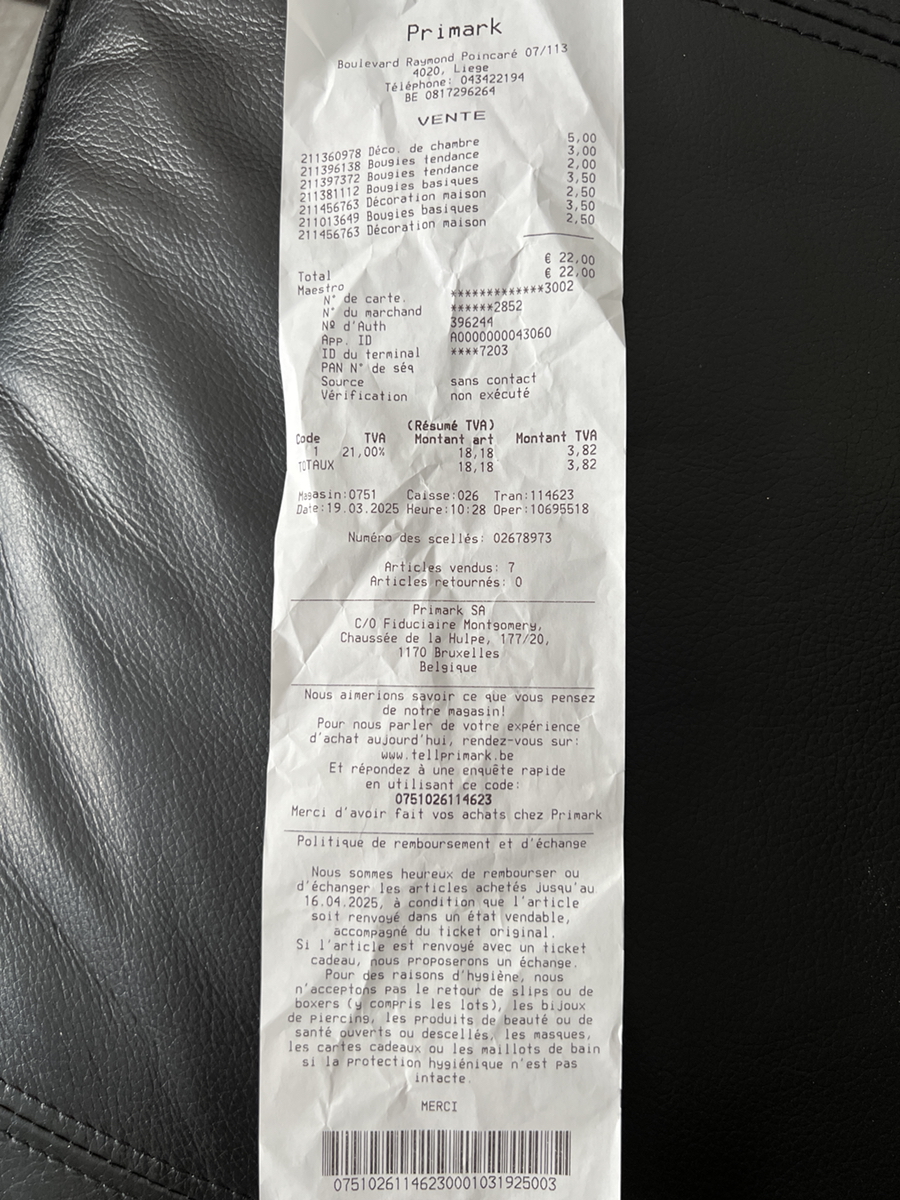 Primark
Boulevard Raymond Poincaré 07/113
4020, Liege
Téléphone: 043422194
BE 0817296264
VENTE
211360978 Déco. de chambre 5,00
211396138 Bougies tendance 3,00
211397372 Bougies tendance 2,00
211381112 Bougies basiques 3,50
211456763 Décoration maison 2,50
211013649 Bougies basiques 3,50
211456763 Décoration maison 2,50
Total € 22,00
Maestro € 22,00
N° de carte. *************3002
N° du marchand ******2852
Nº d'Auth 396244
App. ID A0000000043060
ID du terminal ****7203
PAN N° de séq
Source sans contact
Vérification non exécuté
(Résumé TVA)
Code TVA Montant art Montant TVA
1 21,00% 18,18 3,82
TOTAUX 18,18 3,82
Magasin:0751 Caisse:026 Tran:114623
Date:19.03.2025 Heure:10:28 Oper:10695518
Numéro des scellés: 02678973
Articles vendus: 7
Articles retournés: 0
Primark SA
C/O Fiduciaire Montgomery,
Chaussée de la Hulpe, 177/20,
1170 Bruxelles
Belgique
Nous aimerions savoir ce que vous pensez
de notre magasin!
Pour nous parler de votre expérience
d'achat aujourd'hui, rendez-vous sur:
www.tellprimark.be
Et répondez à une enquête rapide
en utilisant ce code:
0751026114623
Merci d'avoir fait vos achats chez Primark
Politique de remboursement et d'échange
Nous sommes heureux de rembourser ou
d'échanger les articles achetés jusqu'au
16.04.2025, à condition que l'article
soit renvoyé dans un état vendable,
accompagné du ticket original.
Si l'article est renvoyé avec un ticket
cadeau, nous proposerons un échange.
Pour des raisons d'hygiène, nous
n'acceptons pas le retour de slips ou de
boxers (y compris les lots), les bijoux
de piercing, les produits de beauté ou de
santé ouverts ou descellés, les masques,
les cartes cadeaux ou les maillots de bain
si la protection hygiénique n'est pas
intacte.
MERCI
07510261146230001031925003